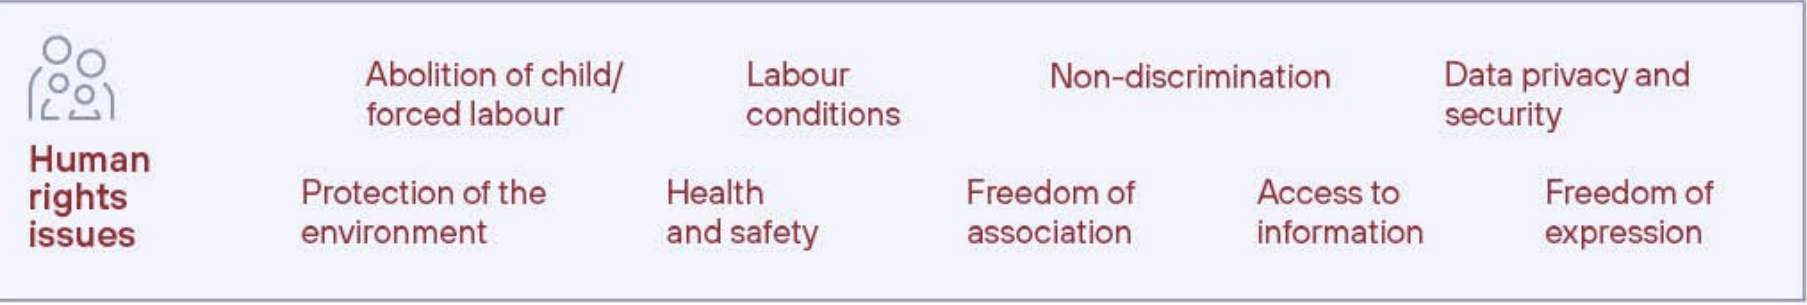 Human
rights
issues
Abolition of child/
forced labour
Labour
conditions
Non-discrimination
Data privacy and
security
Protection of the
environment
Health
and safety
Freedom of
association
Access to
information
Freedom of
expression